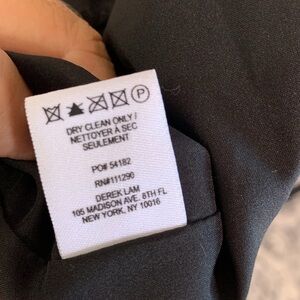 P
DRY CLEAN ONLY /
NETTOYER À SEC
SEULEMENT
PO# 54182
RN#111290
DEREK LAM
105 MADISON AVE. 8TH FL
NEW YORK, NY 10016